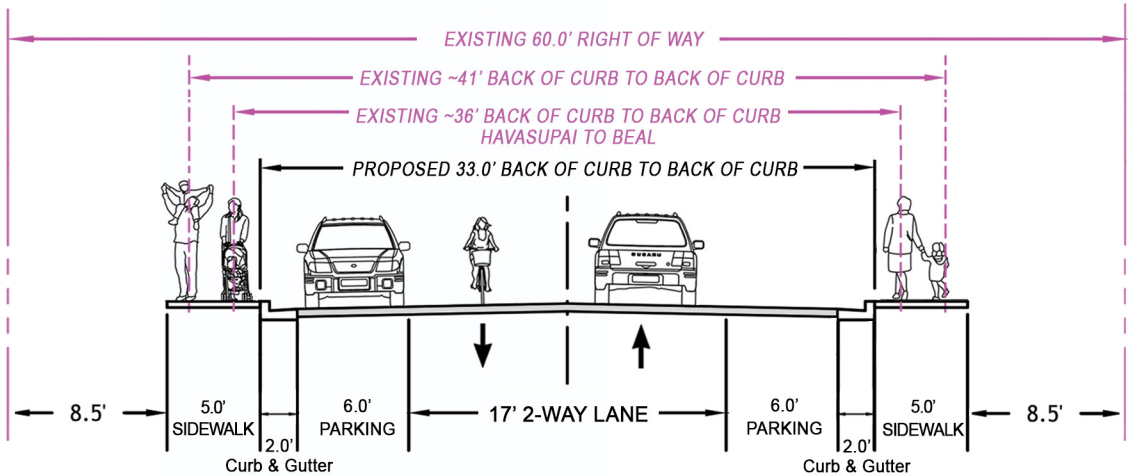 EXISTING 60.0' RIGHT OF WAY
EXISTING ~41' BACK OF CURB TO BACK OF CURB
EXISTING ~36' BACK OF CURB TO BACK OF CURB
HAVASUPAI TO BEAL
PROPOSED 33.0' BACK OF CURB TO BACK OF CURB
SUBARU
8.5'
5.0'
SIDEWALK
2.0'
Curb & Gutter
6.0'
PARKING
17' 2-WAY LANE
6.0'
PARKING
2.0'
Curb & Gutter
5.0'
SIDEWALK
8.5'